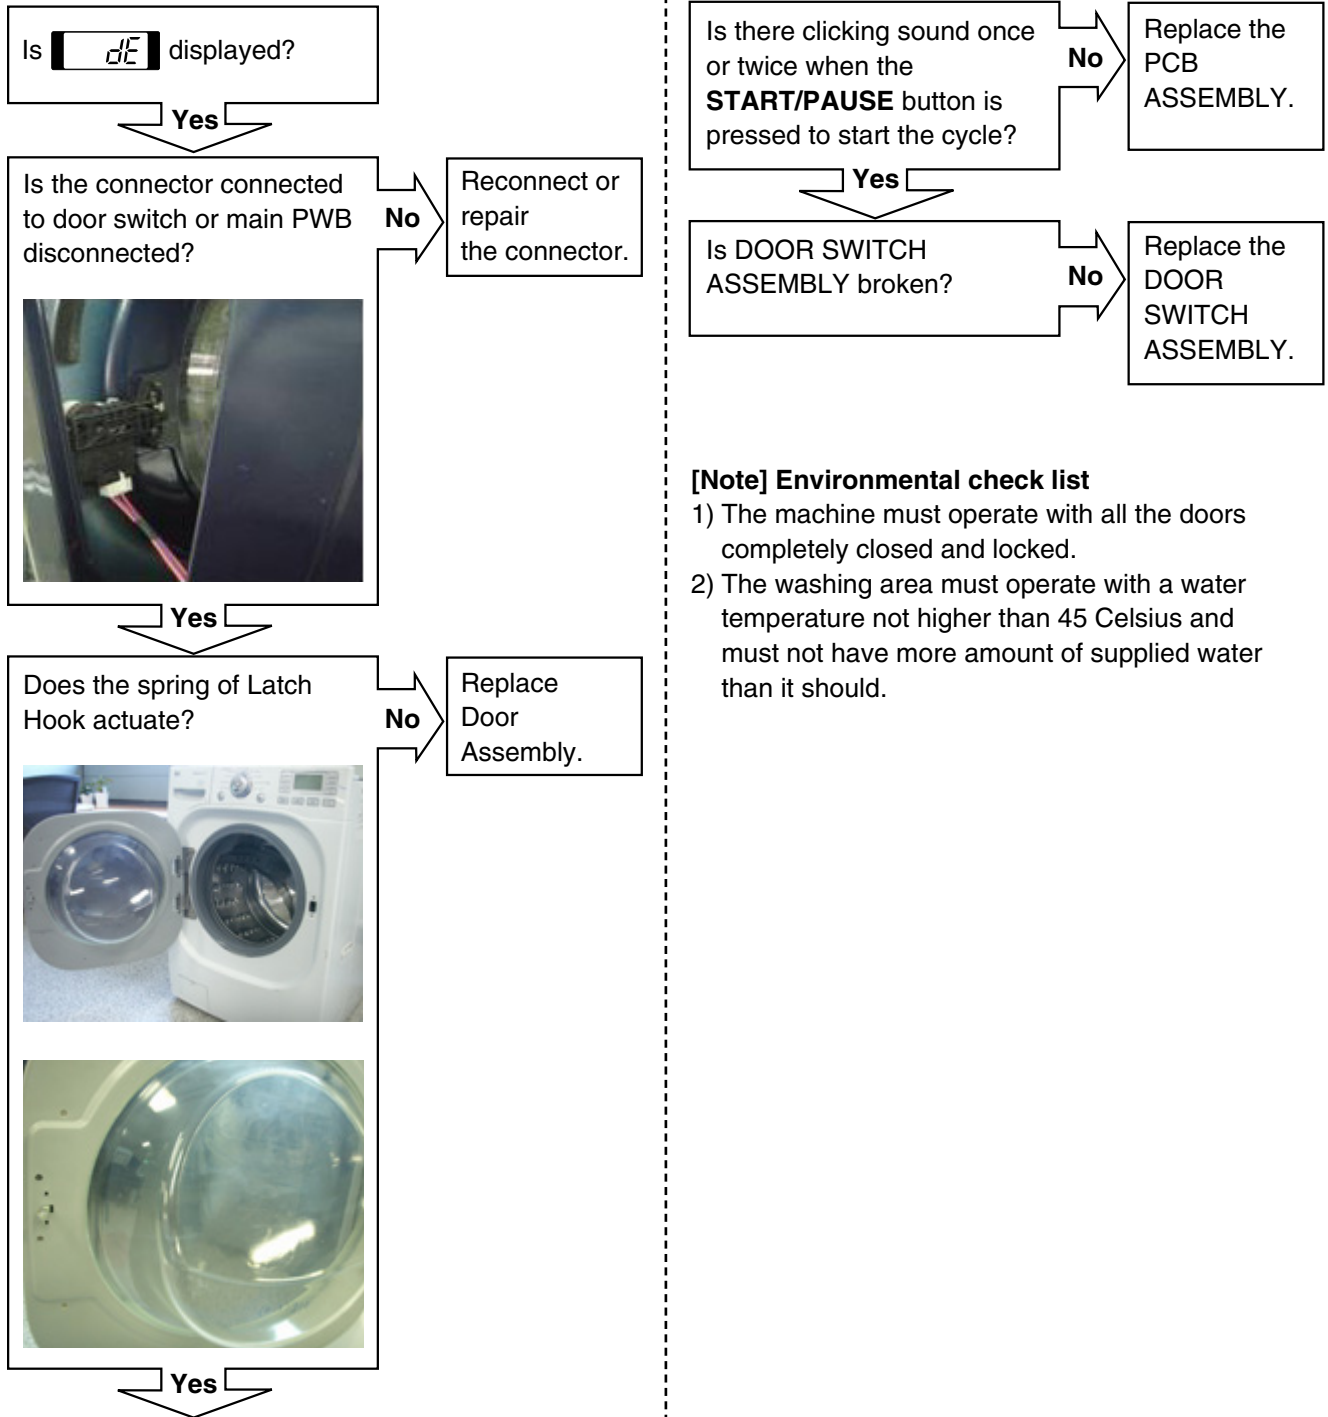 Is dE displayed?
Yes
Is the connector connected
to door switch or main PWB
disconnected?
No
Reconnect or
repair
the connector.
Yes
Does the spring of Latch
Hook actuate?
No
Replace
Door
Assembly.
Yes
Is there clicking sound once
or twice when the
START/PAUSE button is
pressed to start the cycle?
No
Replace the
PCB
ASSEMBLY.
Yes
Is DOOR SWITCH
ASSEMBLY broken?
No
Replace the
DOOR
SWITCH
ASSEMBLY.
[Note] Environmental check list
1) The machine must operate with all the doors
completely closed and locked.
2) The washing area must operate with a water
temperature not higher than 45 Celsius and
must not have more amount of supplied water
than it should.